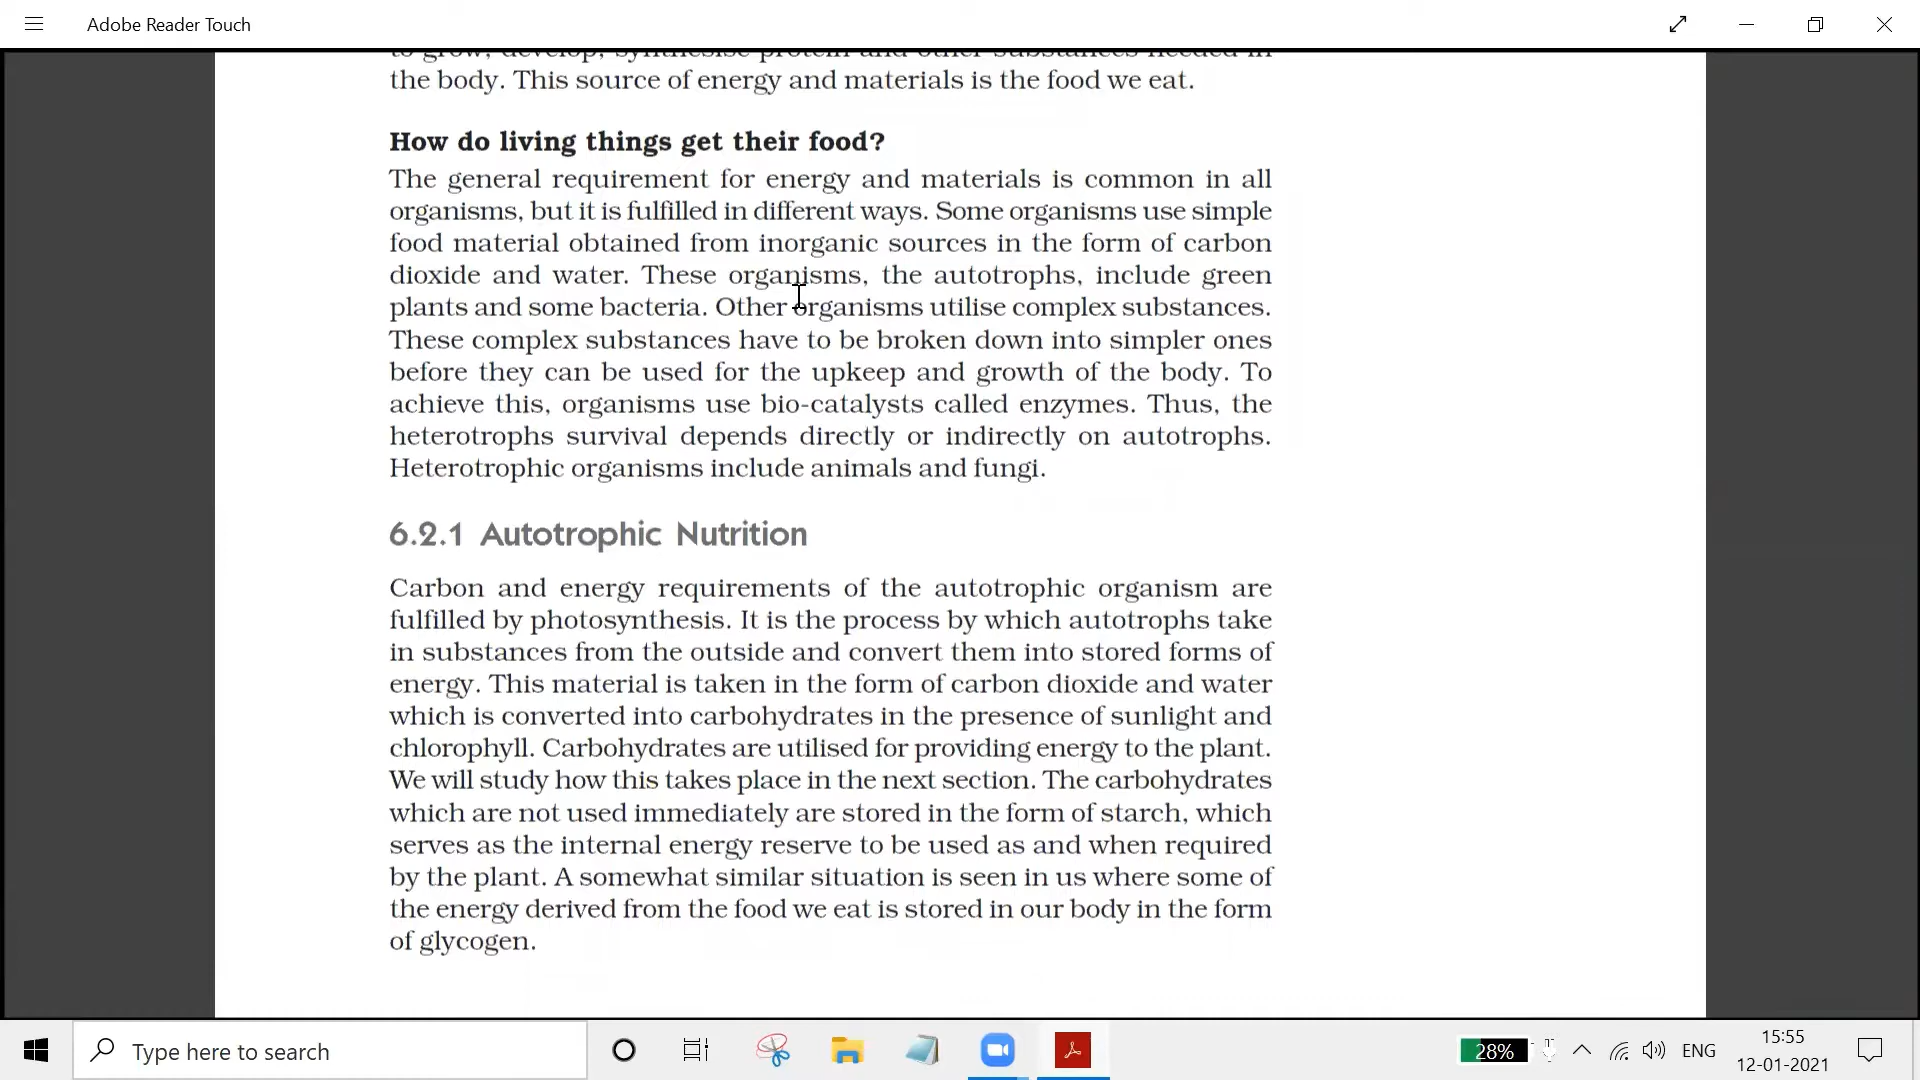 Adobe Reader Touch
to grow, develop, synthesise protein and other substances needed in
the body. This source of energy and materials is the food we eat.
How do living things get their food?
The general requirement for energy and materials is common in all
organisms, but it is fulfilled in different ways. Some organisms use simple
food material obtained from inorganic sources in the form of carbon
dioxide and water. These organisms, the autotrophs, include green
plants and some bacteria. Other organisms utilise complex substances.
These complex substances have to be broken down into simpler ones
before they can be used for the upkeep and growth of the body. To
achieve this, organisms use bio-catalysts called enzymes. Thus, the
heterotrophs survival depends directly or indirectly on autotrophs.
Heterotrophic organisms include animals and fungi.
6.2.1 Autotrophic Nutrition
Carbon and energy requirements of the autotrophic organism are
fulfilled by photosynthesis. It is the process by which autotrophs take
in substances from the outside and convert them into stored forms of
energy. This material is taken in the form of carbon dioxide and water
which is converted into carbohydrates in the presence of sunlight and
chlorophyll. Carbohydrates are utilised for providing energy to the plant.
We will study how this takes place in the next section. The carbohydrates
which are not used immediately are stored in the form of starch, which
serves as the internal energy reserve to be used as and when required
by the plant. A somewhat similar situation is seen in us where some of
the energy derived from the food we eat is stored in our body in the form
of glycogen.
Type here to search
28%
ENG
15:55
12-01-2021